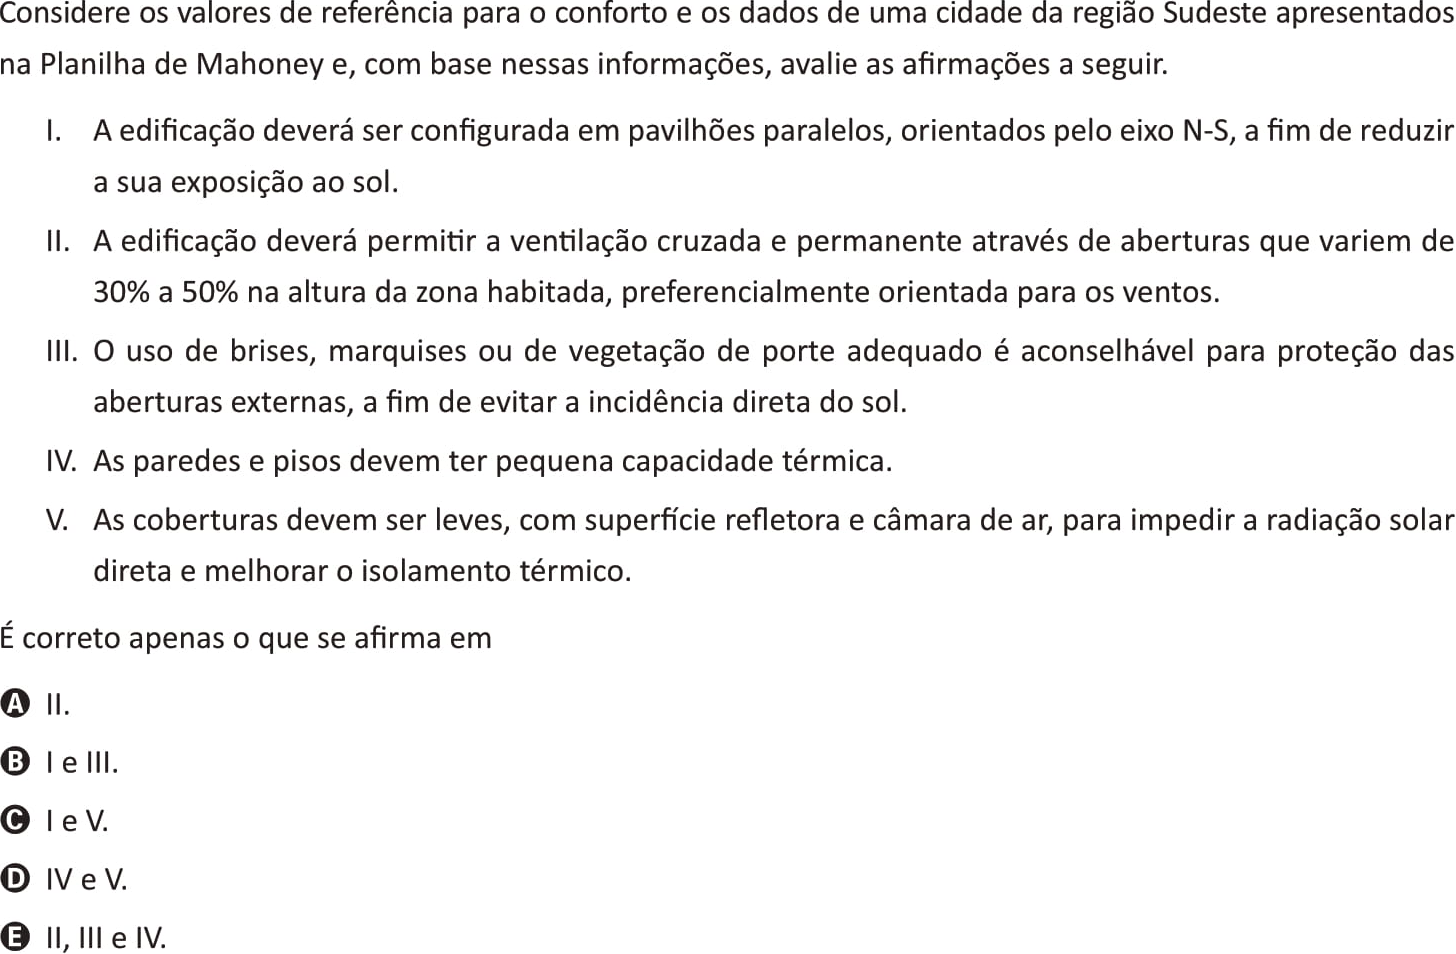 Considere os valores de referência para o conforto e os dados de uma cidade da região Sudeste apresentados
na Planilha de Mahoney e, com base nessas informações, avalie as afirmações a seguir.
I. A edificação deverá ser configurada em pavilhões paralelos, orientados pelo eixo N-S, a fim de reduzir
a sua exposição ao sol.
II. A edificação deverá permitir a ventilação cruzada e permanente através de aberturas que variem de
30% a 50% na altura da zona habitada, preferencialmente orientada para os ventos.
III. O uso de brises, marquises ou de vegetação de porte adequado é aconselhável para proteção das
aberturas externas, a fim de evitar a incidência direta do sol.
IV. As paredes e pisos devem ter pequena capacidade térmica.
V. As coberturas devem ser leves, com superfície refletora e câmara de ar, para impedir a radiação solar
direta e melhorar o isolamento térmico.
É correto apenas o que se afirma em
A II.
B I e III.
C I e V.
D IV e V.
E II, III e IV.